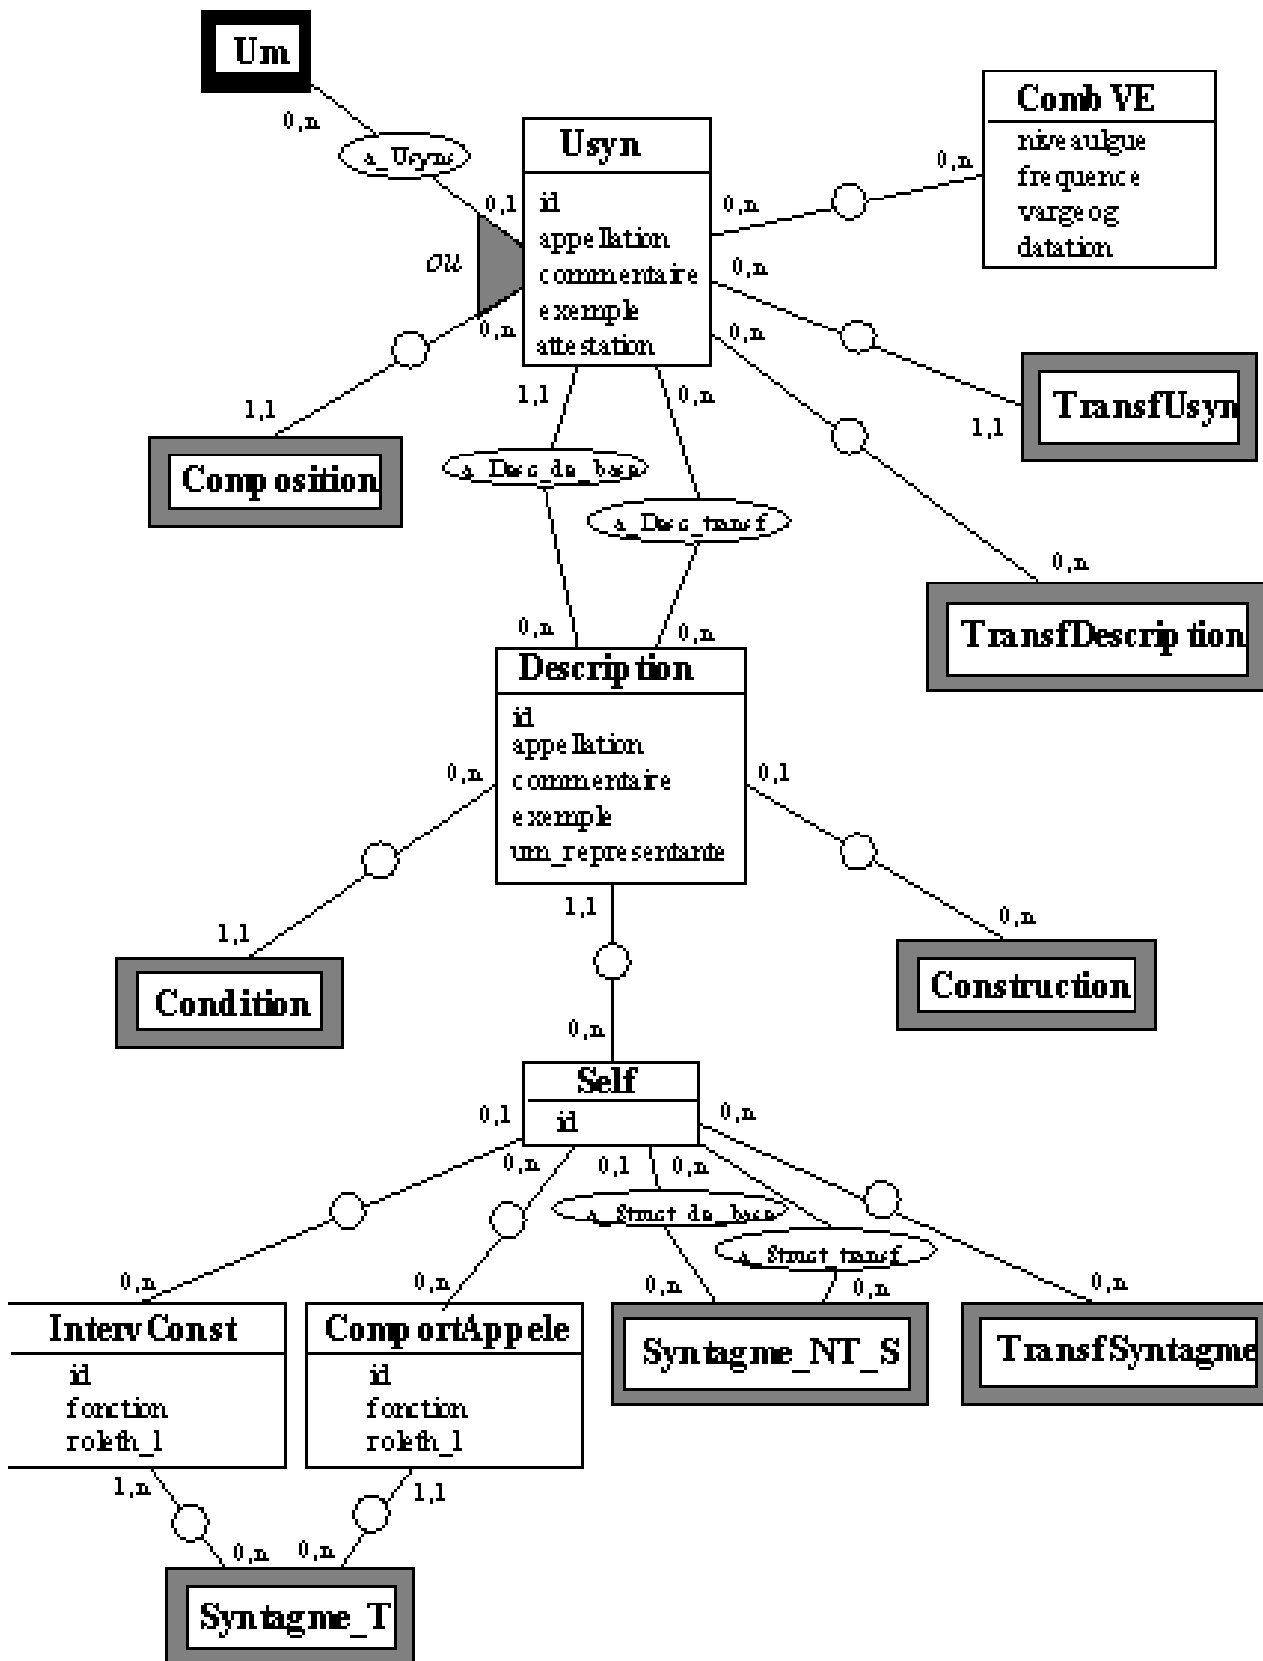 Um
0,n
a_Usyns
0,1
ou
0,n
1,1
Composition
Usyn
id
appellation
commentaire
exemple
attestation
Comb VE
niveaulgue
frequence
vargeog
datation
0,n
0,n
0,n
1,1
TransfUsyn
0,n
0,n
TransfDescription
1,1
0,n
a_Desc_de_base
a_Desc_transf
0,n
0,n
Description
id
appellation
commentaire
exemple
um_representante
0,n
1,1
Condition
0,1
0,n
Construction
1,1
0,n
Self
id
0,1
0,n
0,1
0,n
0,n
a_Struct_de_base
a_Struct_transf
0,n
0,n
0,n
0,n
0,n
IntervConst
id
fonction
roleth_l
ComportAppele
id
fonction
roleth_l
Syntagme_NT_S
TransfSyntagme
1,n
1,1
0,n
0,n
Syntagme_T